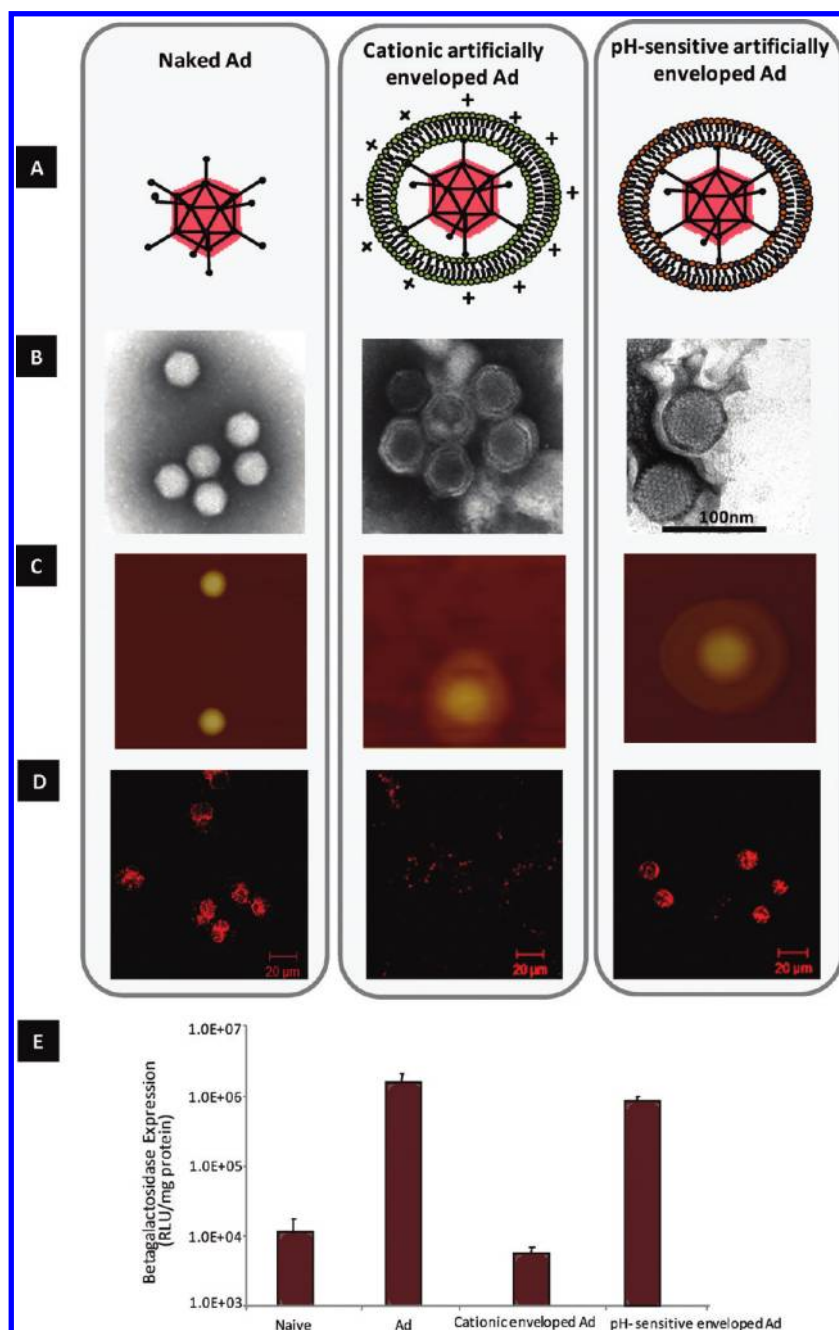 Naked Ad
Cationic artificially
enveloped Ad
pH-sensitive artificially
enveloped Ad
A
+ + + + + + + + + + + +
B
100nm
C
D
20 µm
20 µm
20 µm
E
Betagalactosidase Expression
(RLU/mg protein)
1.0E+07
1.0E+06
1.0E+05
1.0E+04
1.0E+03
Naive
Ad
Cationic enveloped Ad
pH- sensitive enveloped Ad